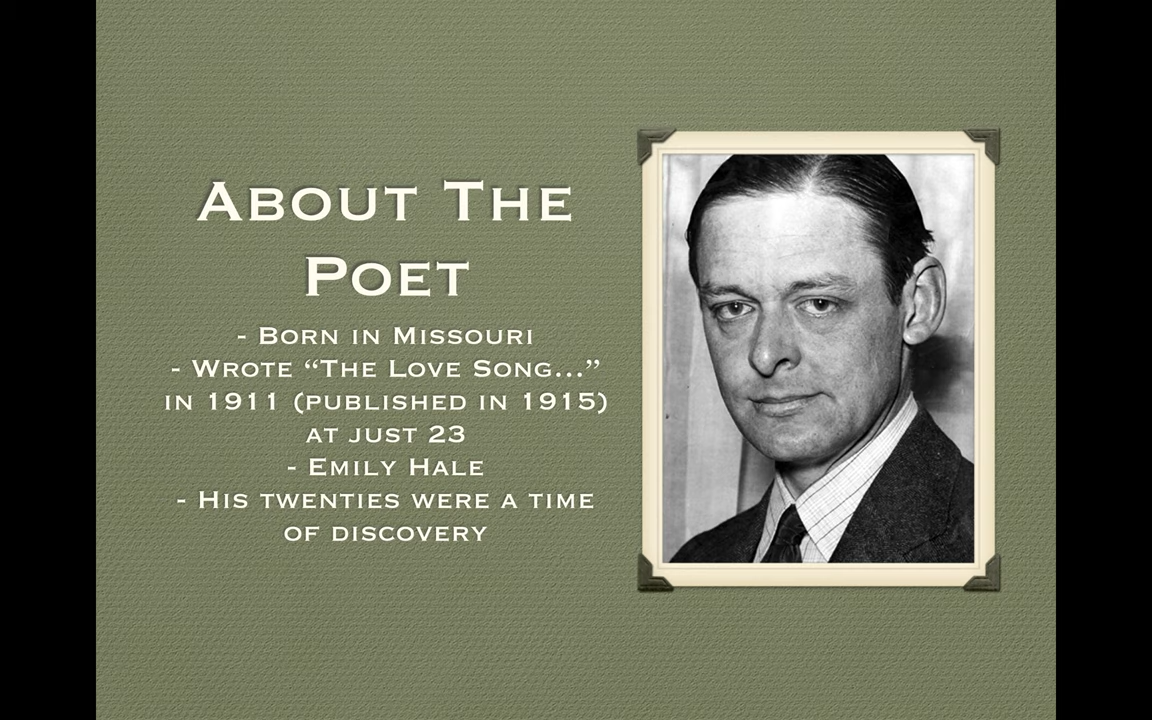 About The
Poet
- Born in Missouri
- Wrote “The Love Song...”
in 1911 (published in 1915)
at just 23
- Emily Hale
- His twenties were a time
of discovery